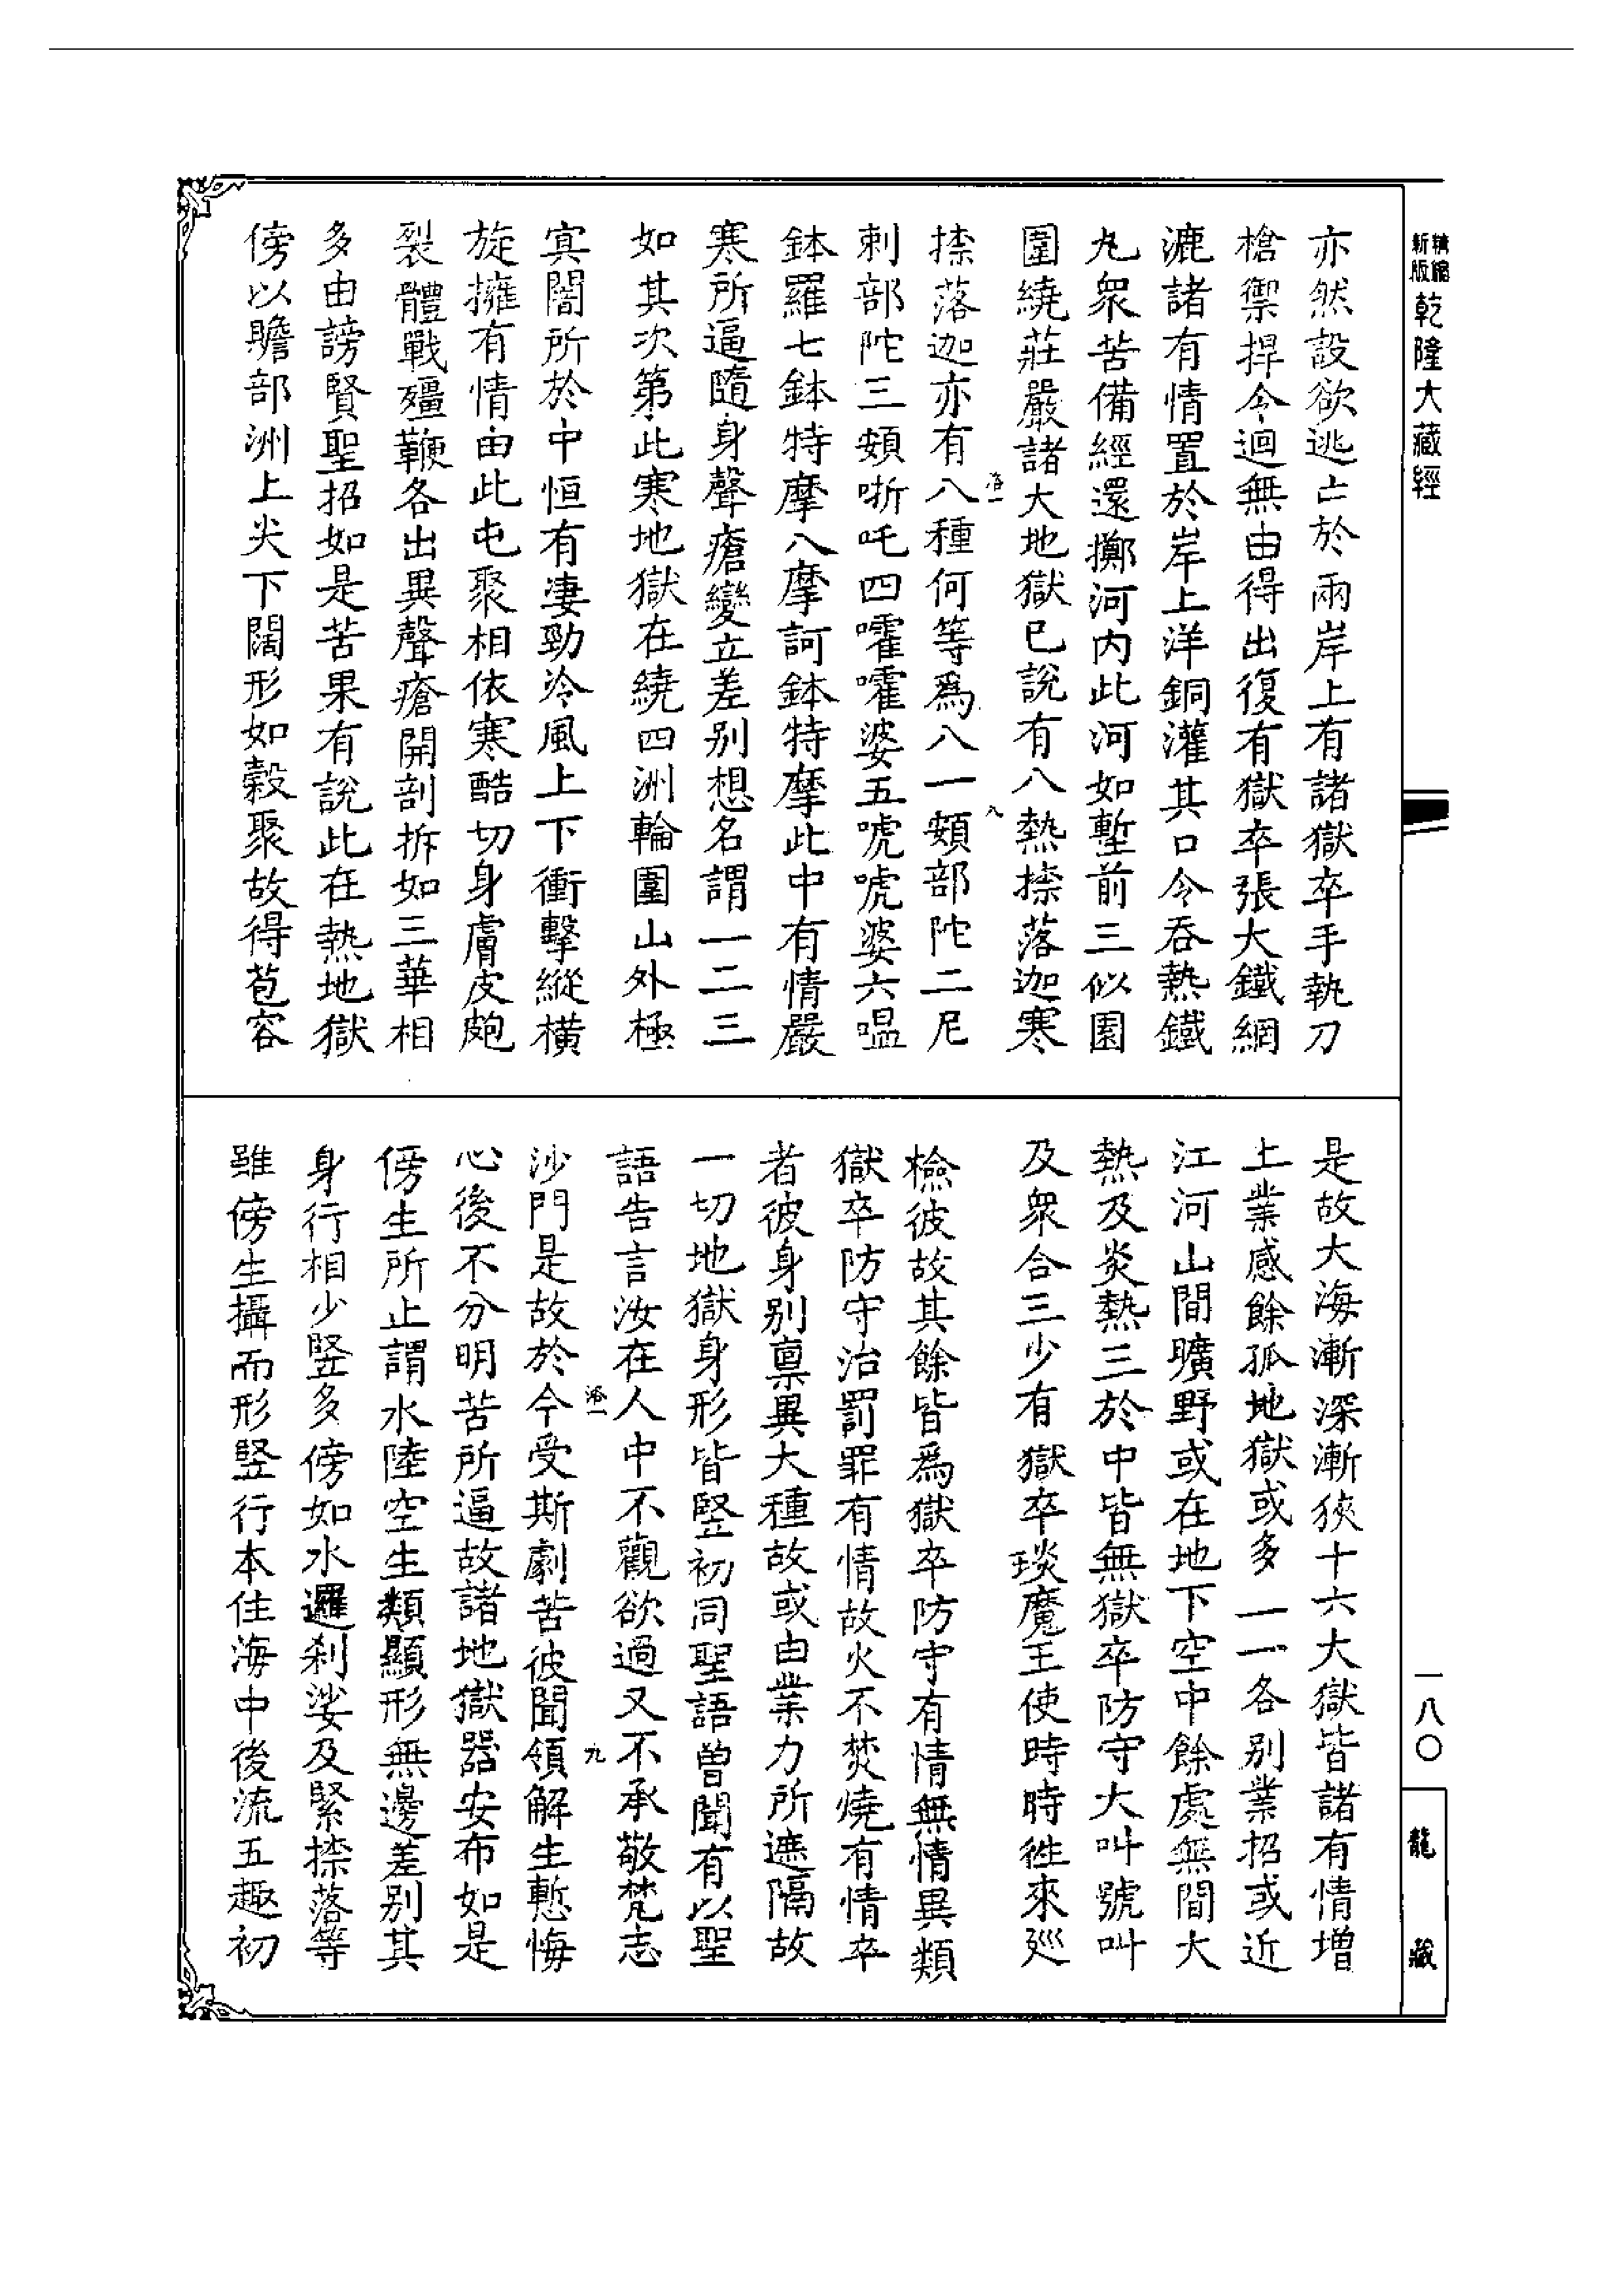 精縮新版乾隆大藏經
亦然設欲逃亡於兩岸上有諸獄卒手執刀
槍禦捍令迴無由得出復有獄卒張大鐵網
漉諸有情置於岸上洋銅灌其口令吞熱鐵
丸衆苦備經還擲河內此河如塹前三似園
圍繞莊嚴諸大地獄已說有八熱捺落迦寒
捺落迦亦有八種何等爲八一頞部陀二尼
剌部陀三頞哳吒四嚯嚯婆五唬唬婆六嗢
鉢羅七鉢特摩八摩訶鉢特摩此中有情嚴
寒所逼隨身聲瘡變立差别想名謂一二三
如其次第此寒地獄在繞四洲輪圍山外極
寘闇所於中恒有凄勁冷風上下衝擊縱橫
旋擁有情由此屯聚相依寒酷切身膚皮皰
裂體戰殭鞕各出異聲瘡開剖拆如三華相
多由謗賢聖招如是苦果有說此在熱地獄
傍以贍部洲上尖下闊形如穀聚故得苞容
是故大海漸深漸狹十六大獄皆諸有情增
上業感餘孤地獄或多一一各别業招或近
江河山間曠野或在地下空中餘處無間大
熱及炎熱三於中皆無獄卒防守大叫號叫
及衆合三少有獄卒琰魔王使時時徃來廵
檢彼故其餘皆爲獄卒防守有情無情異類
獄卒防守治罰罪有情故火不焚燒有情卒
者彼身别禀異大種故或由業力所遮隔故
一切地獄身形皆竪初同聖語曾聞有以聖
語告言汝在人中不觀欲過又不承敬梵志
沙門是故於今受斯劇苦彼聞領解生慙悔
心後不分明苦所逼故諸地獄器安布如是
傍生所止謂水陸空生類顯形無邊差别其
身行相少竪多傍如水邏刹娑及緊捺落等
雖傍生攝而形竪行本住海中後流五趣初
八
九
一八〇
龍藏